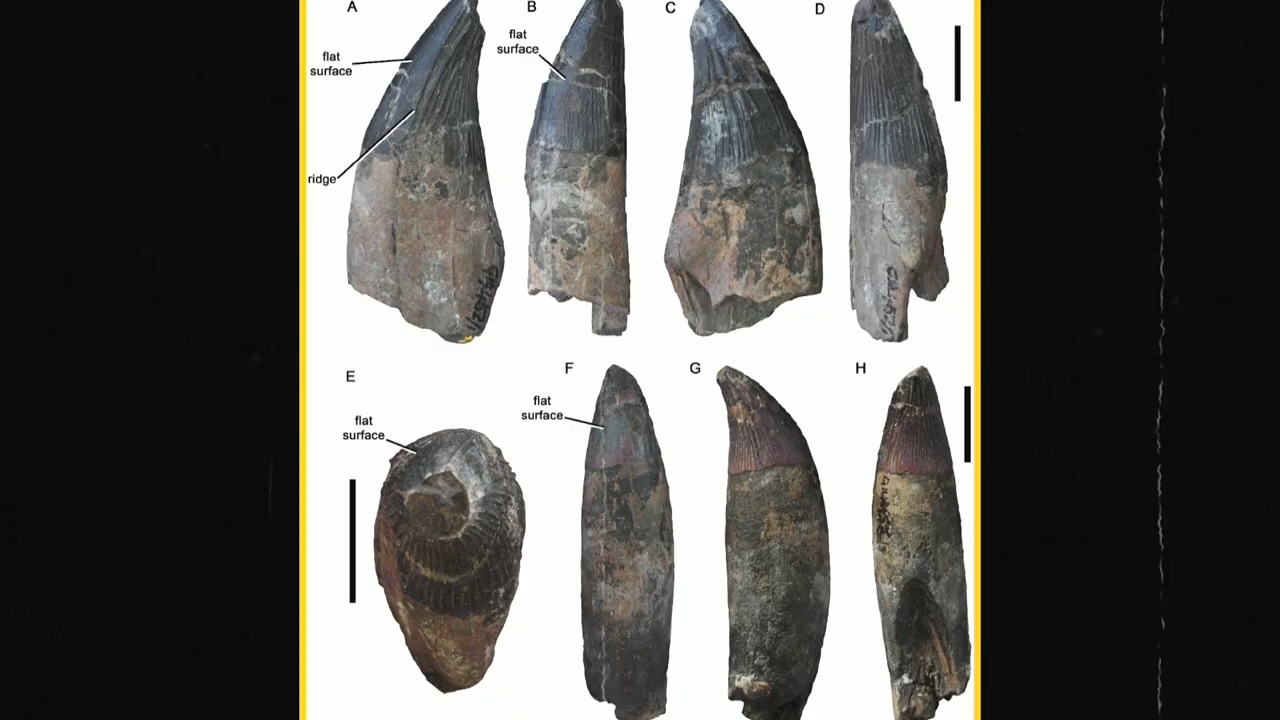 A
B
C
D
flat
surface
flat
surface
ridge
E
F
G
H
flat
surface
flat
surface